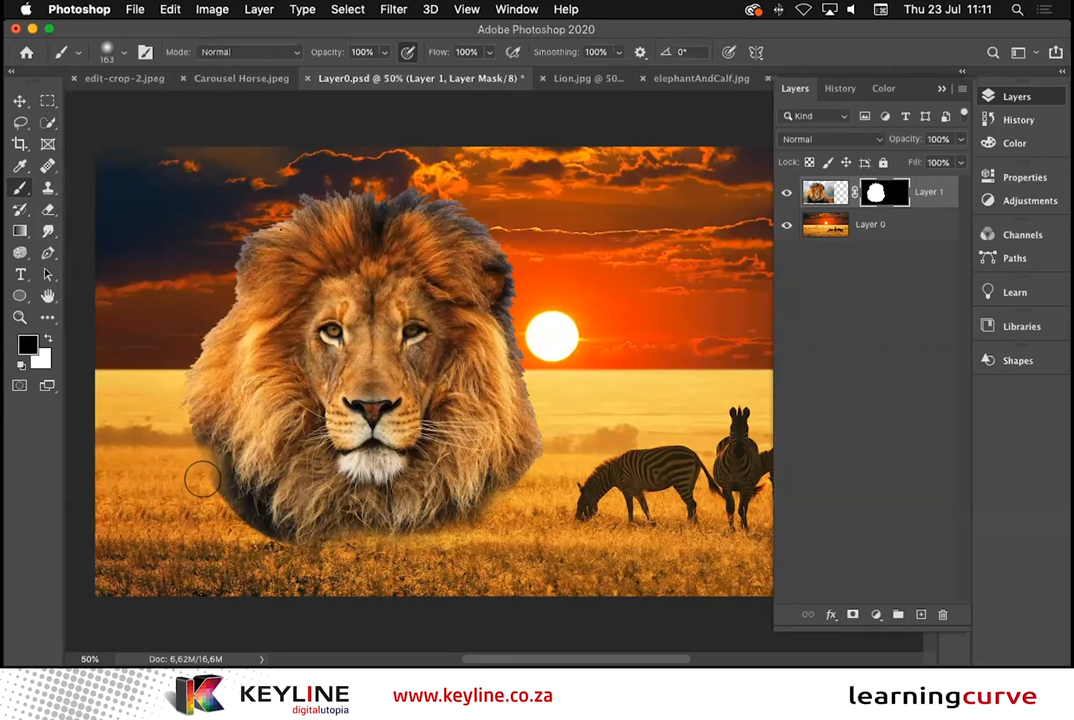 Photoshop File Edit Image Layer Type Select Filter 3D View Window Help Thu 23 Jul 11:11
Adobe Photoshop 2020
163 Mode: Normal Opacity: 100% Flow: 100% Smoothing: 100% 0°
edit-crop-2.jpeg Carousel Horse.jpeg Layer0.psd @ 50% (Layer 1, Layer Mask/8) * Lion.jpg @ 50... elephantAndCalf.jpg
Layers History Color
Kind
Normal Opacity: 100%
Lock: Fill: 100%
Layer 1
Layer 0
Layers
History
Color
Properties
Adjustments
Channels
Paths
Learn
Libraries
Shapes
50% Doc: 6,62M/16,6M
KEYLINE
digitalutopia
www.keyline.co.za
learningcurve